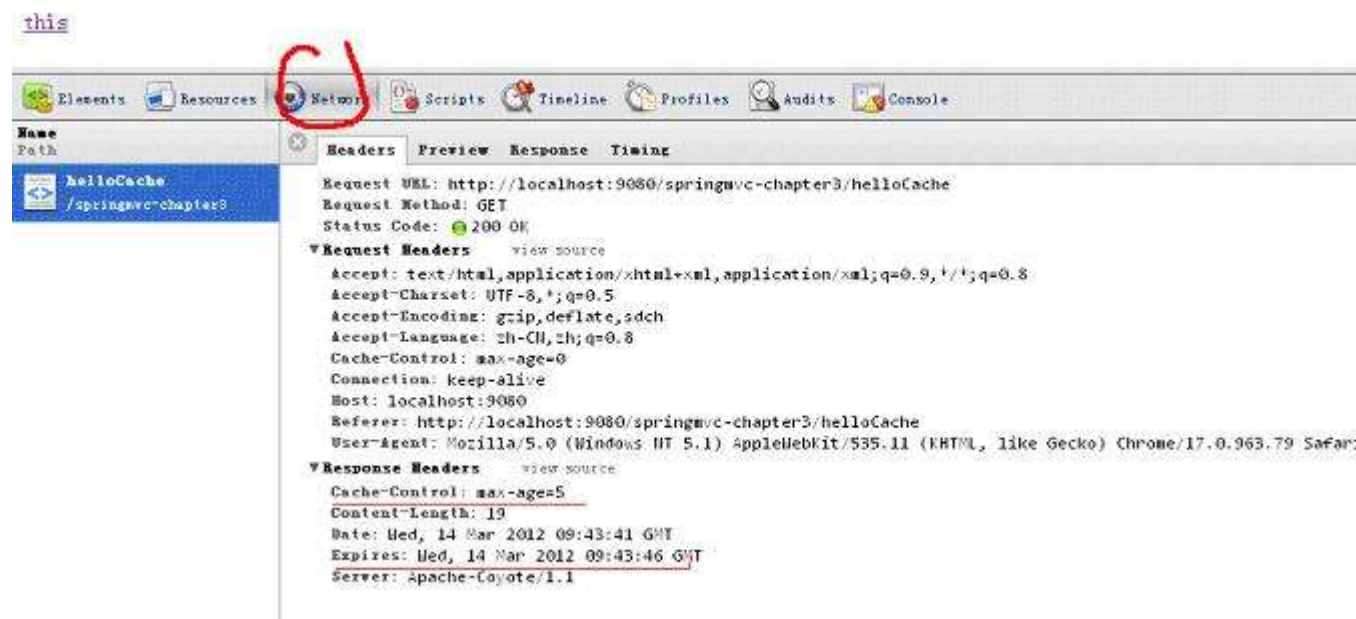 this
Elements Resources Network Scripts Timeline Profiles Audits Console
Name
Path
Headers Preview Response Timing
helloCache
/springmvc-chapter3
Request URL: http://localhost:9080/springmvc-chapter3/helloCache
Request Method: GET
Status Code: 200 OK
Request Headers view source
Accept: text/html,application/xhtml+xml,application/xml;q=0.9,*/*;q=0.8
Accept-Charset: UTF-8,*;q=0.5
Accept-Encoding: gzip,deflate,sdch
Accept-Language: zh-CN,zh;q=0.8
Cache-Control: max-age=0
Connection: keep-alive
Host: localhost:9080
Referer: http://localhost:9080/springmvc-chapter3/helloCache
User-Agent: Mozilla/5.0 (Windows NT 5.1) AppleWebKit/535.11 (KHTML, like Gecko) Chrome/17.0.963.79 Safari
Response Headers view source
Cache-Control: max-age=5
Content-Length: 19
Date: Wed, 14 Mar 2012 09:43:41 GMT
Expires: Wed, 14 Mar 2012 09:43:46 GMT
Server: Apache-Coyote/1.1